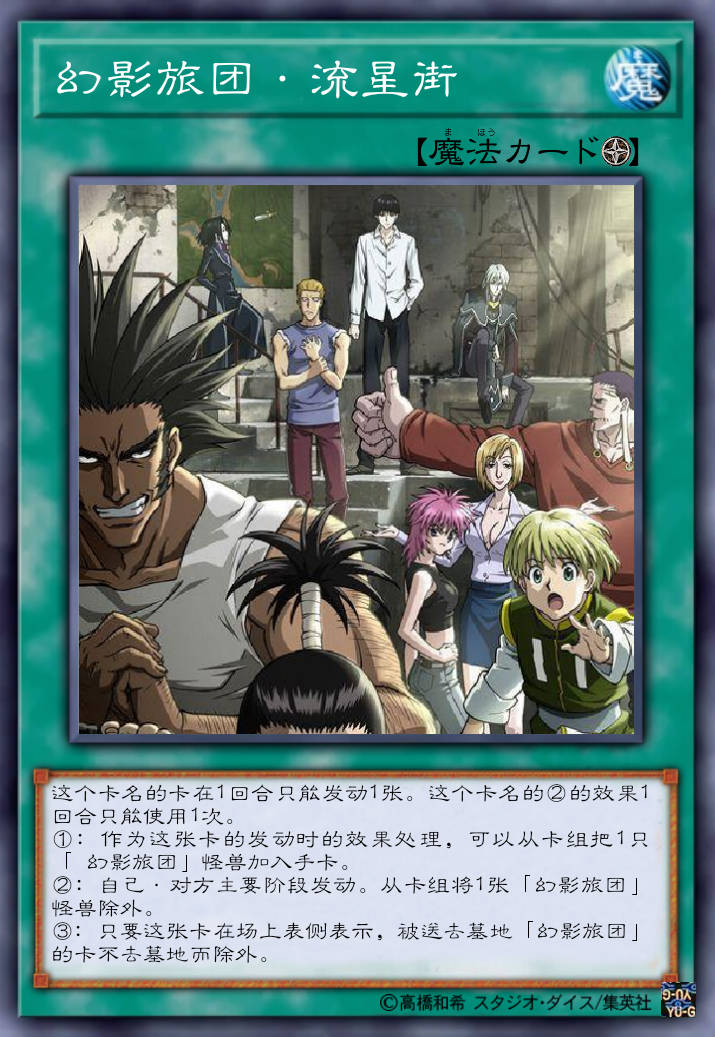 幻影旅团·流星街
魔
【魔法カード】
ま ほう
这个卡名的卡在1回合只能发动1张。这个卡名的②的效果1
回合只能使用1次。
①：作为这张卡的发动时的效果处理，可以从卡组把1只
「 幻影旅团」怪兽加入手卡。
②：自己·对方主要阶段发动。从卡组将1张「幻影旅团」
怪兽除外。
③：只要这张卡在场上表侧表示，被送去墓地「幻影旅团」
的卡不去墓地而除外。
©高橋和希 スタジオ·ダイス/集英社
YU-G
YU-G